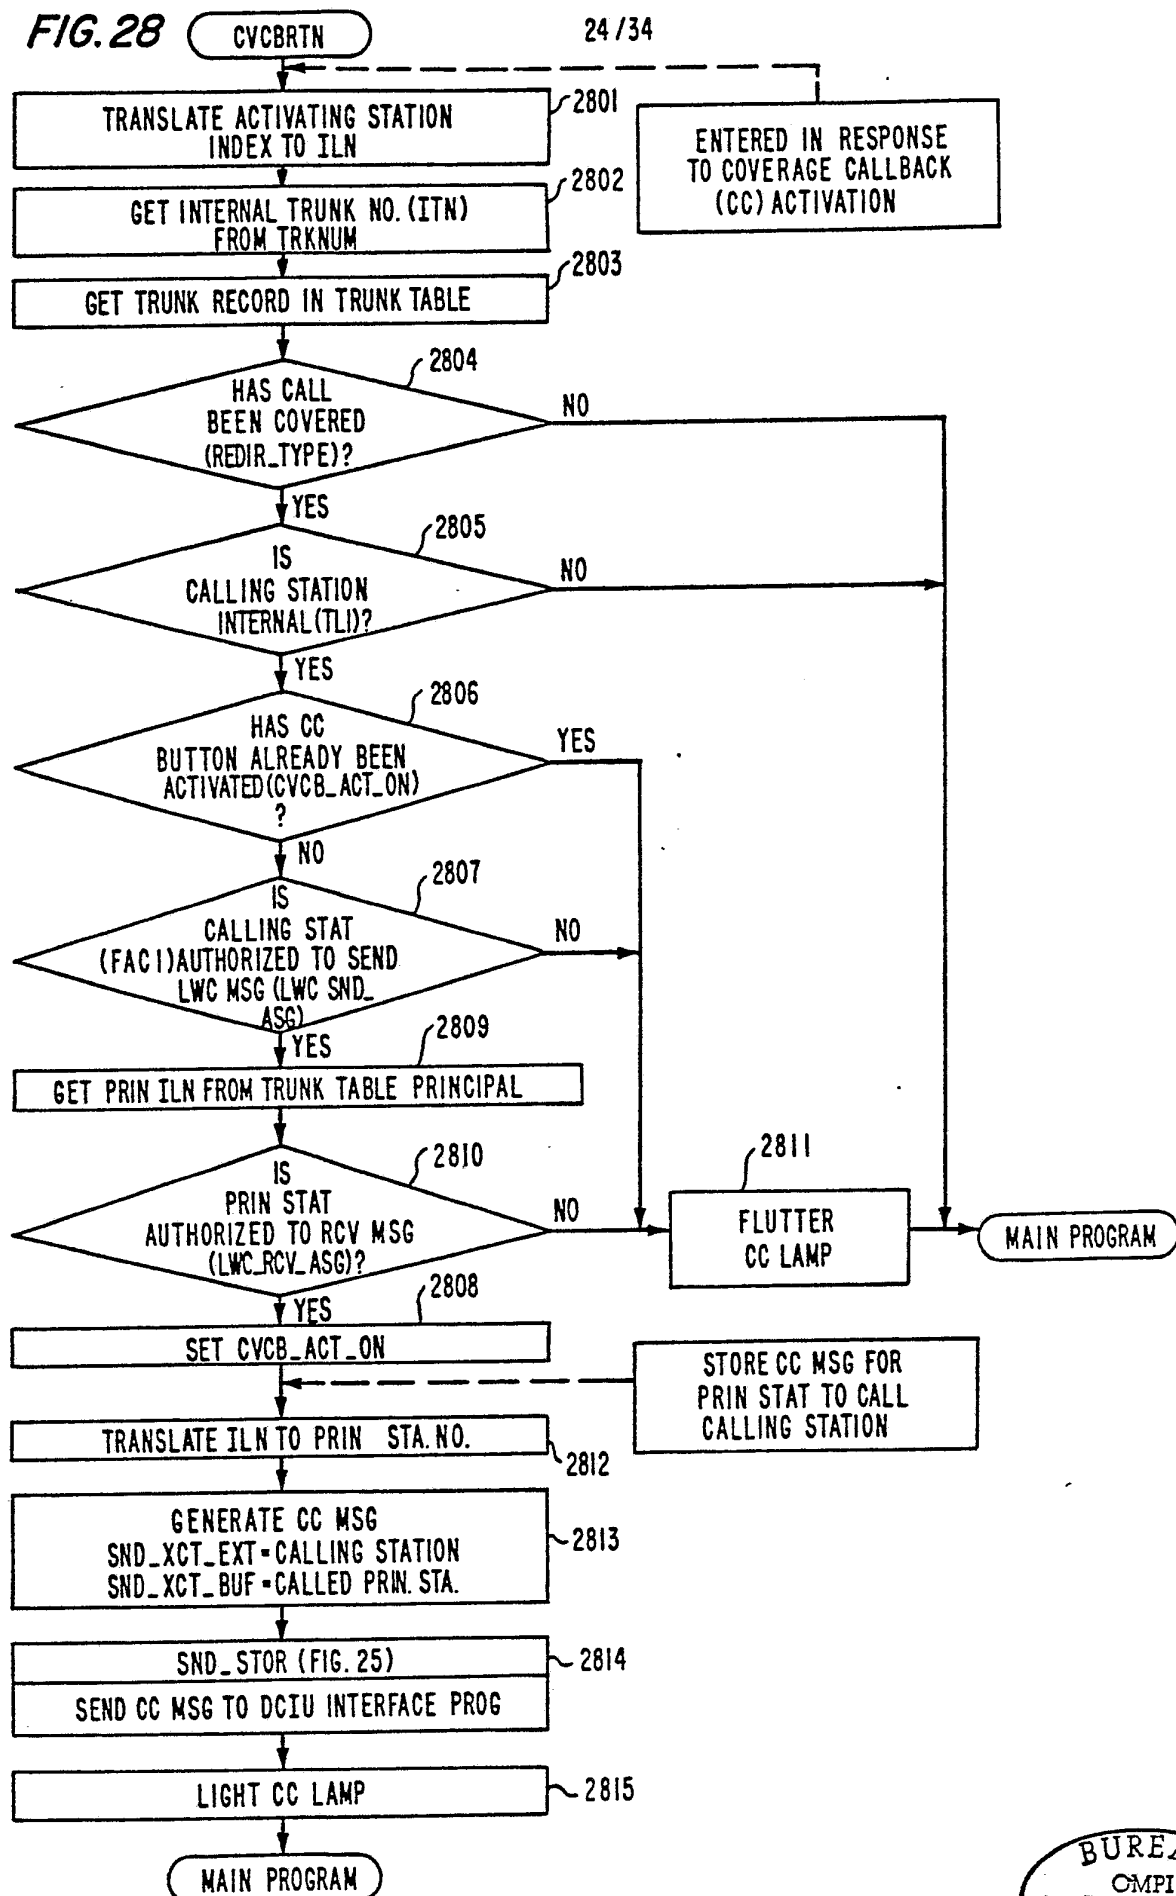 FIG. 28
CVCBRTN
24/34
2801
TRANSLATE ACTIVATING STATION
INDEX TO ILN
ENTERED IN RESPONSE
TO COVERAGE CALLBACK
(CC) ACTIVATION
2802
GET INTERNAL TRUNK NO. (ITN)
FROM TRKNUM
2803
GET TRUNK RECORD IN TRUNK TABLE
2804
HAS CALL
BEEN COVERED
(REDIR_TYPE)?
NO
YES
2805
IS
CALLING STATION
INTERNAL(TLI)?
NO
YES
2806
HAS CC
BUTTON ALREADY BEEN
ACTIVATED(CVCB_ACT_ON)
?
YES
NO
2807
IS
CALLING STAT
(FAC1)AUTHORIZED TO SEND
LWC MSG (LWC SND_
ASG)
NO
YES
2809
GET PRIN ILN FROM TRUNK TABLE PRINCIPAL
2810
IS
PRIN STAT
AUTHORIZED TO RCV MSG
(LWC_RCV_ASG)?
NO
2811
FLUTTER
CC LAMP
MAIN PROGRAM
YES
2808
SET CVCB_ACT_ON
STORE CC MSG FOR
PRIN STAT TO CALL
CALLING STATION
TRANSLATE ILN TO PRIN STA. NO.
2812
GENERATE CC MSG
SND_XCT_EXT=CALLING STATION
SND_XCT_BUF=CALLED PRIN. STA.
2813
SND_STOR (FIG. 25)
2814
SEND CC MSG TO DCIU INTERFACE PROG
LIGHT CC LAMP
2815
MAIN PROGRAM
OMPI